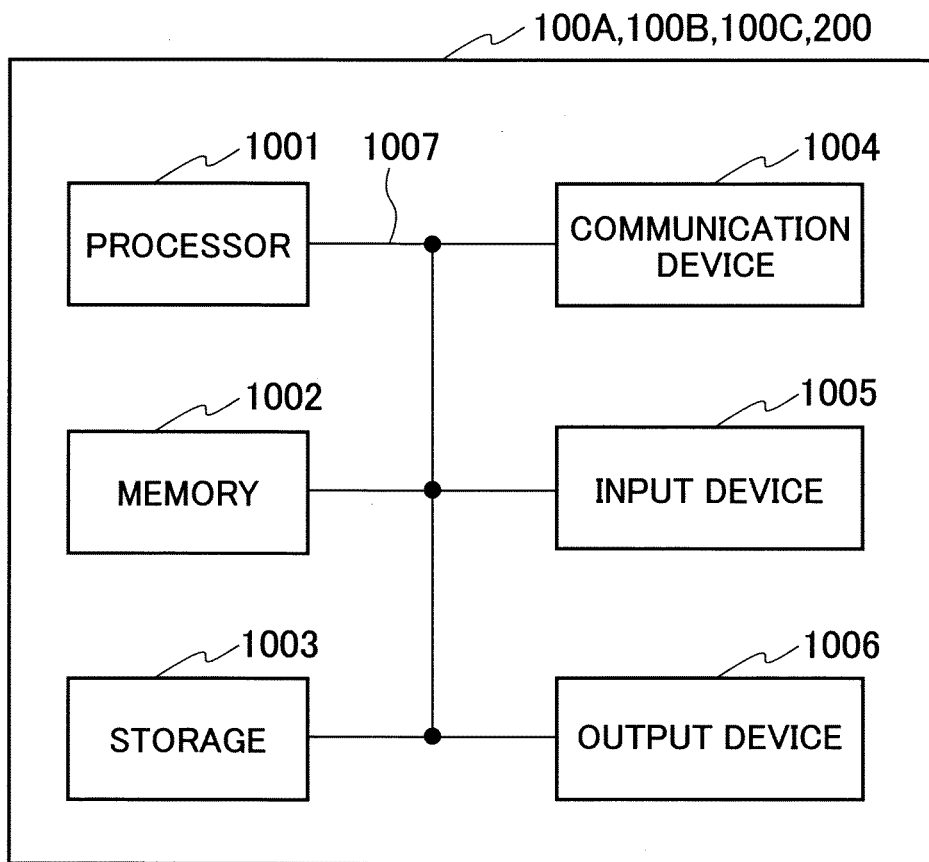 100A,100B,100C,200
1001
1007
1004
PROCESSOR
COMMUNICATION
DEVICE
1002
1005
MEMORY
INPUT DEVICE
1003
1006
STORAGE
OUTPUT DEVICE